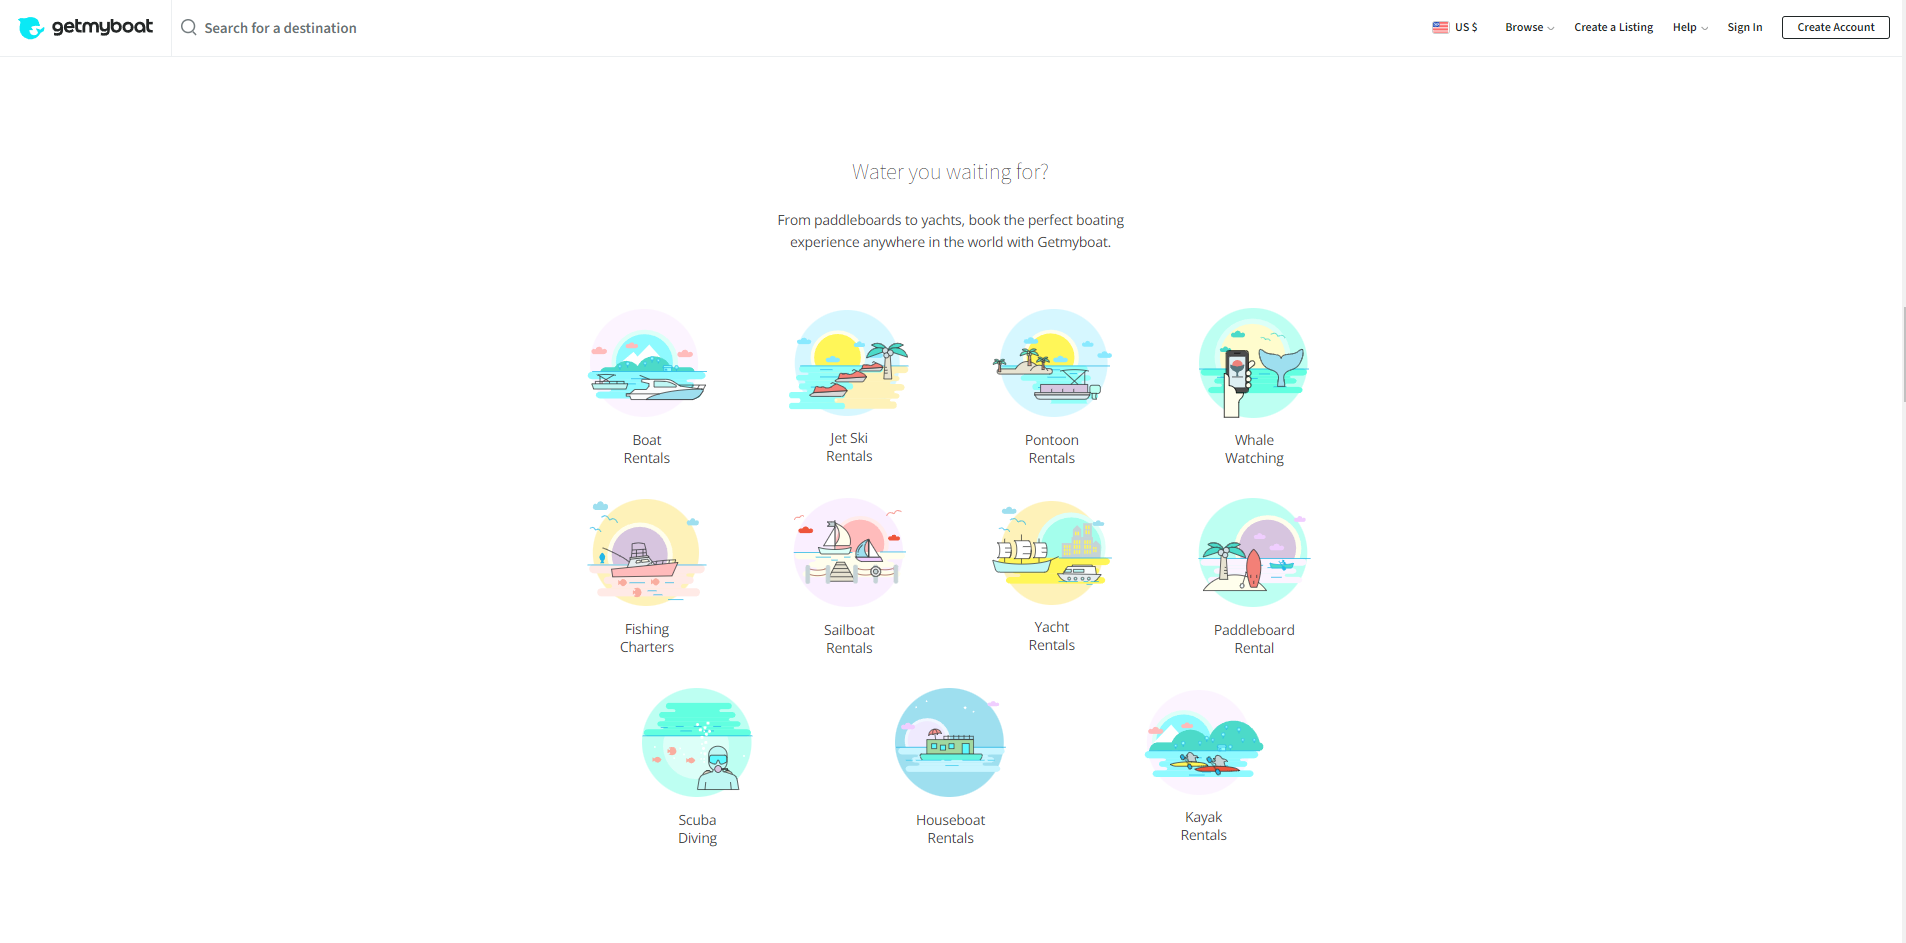 getmyboat
Search for a destination
US $
Browse
Create a Listing
Help
Sign In
Create Account
Water you waiting for?
From paddleboards to yachts, book the perfect boating
experience anywhere in the world with Getmyboat.
Boat
Rentals
Jet Ski
Rentals
Pontoon
Rentals
Whale
Watching
Fishing
Charters
Sailboat
Rentals
Yacht
Rentals
Paddleboard
Rental
Scuba
Diving
Houseboat
Rentals
Kayak
Rentals